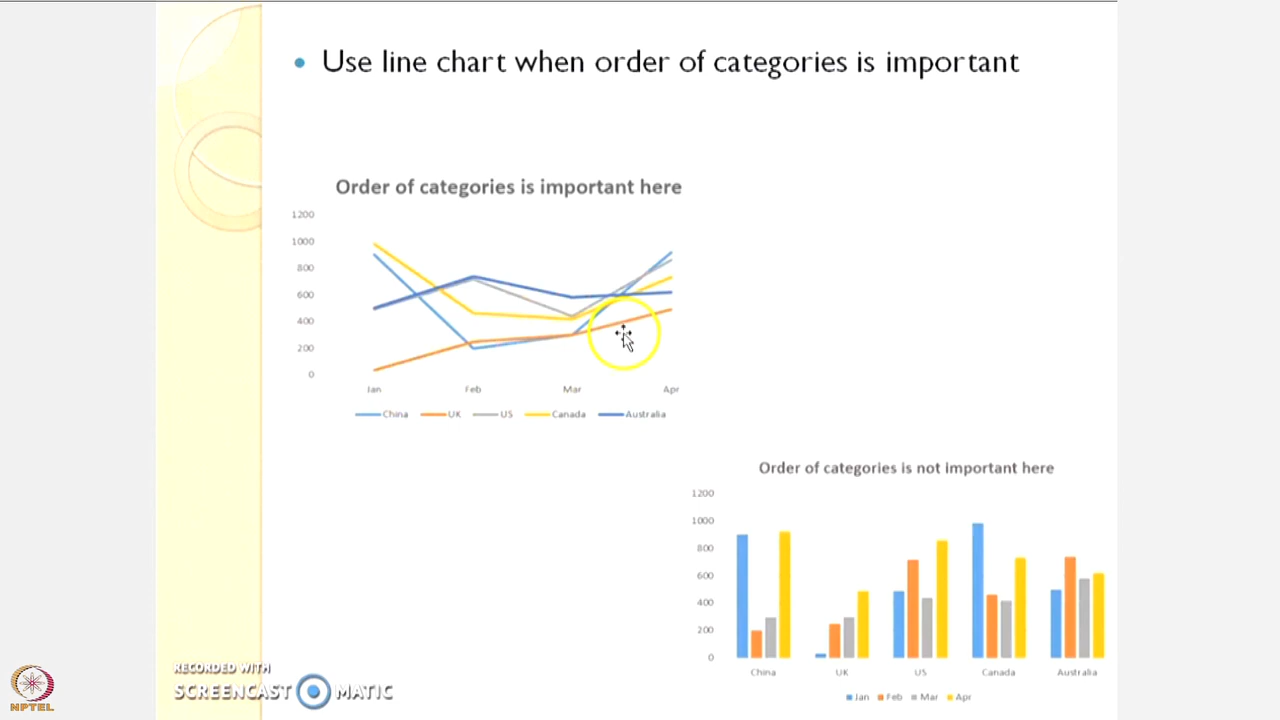 Use line chart when order of categories is important
Order of categories is important here
1200
1000
800
600
400
200
0
Jan Feb Mar Apr
China UK US Canada Australia
Order of categories is not important here
1200
1000
800
600
400
200
0
China UK US Canada Australia
Jan Feb Mar Apr
RECORDED WITH
SCREENCAST MATIC
NPTEL